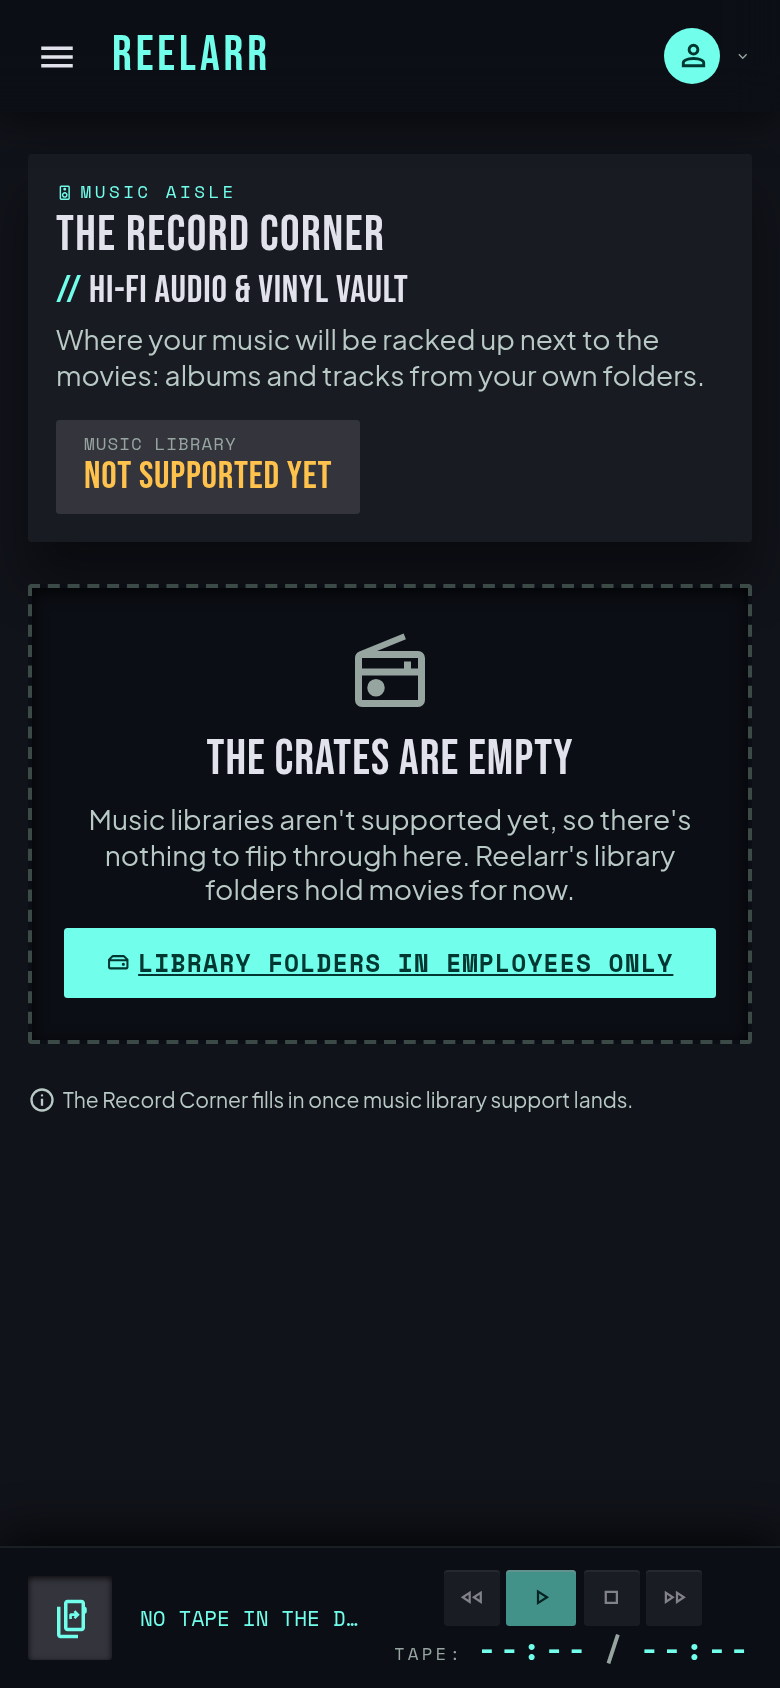 REELARR
MUSIC AISLE
THE RECORD CORNER
// HI-FI AUDIO & VINYL VAULT
Where your music will be racked up next to the
movies: albums and tracks from your own folders.
MUSIC LIBRARY
NOT SUPPORTED YET
THE CRATES ARE EMPTY
Music libraries aren't supported yet, so there's
nothing to flip through here. Reelarr's library
folders hold movies for now.
LIBRARY FOLDERS IN EMPLOYEES ONLY
The Record Corner fills in once music library support lands.
NO TAPE IN THE D…
TAPE: --:-- / --:--